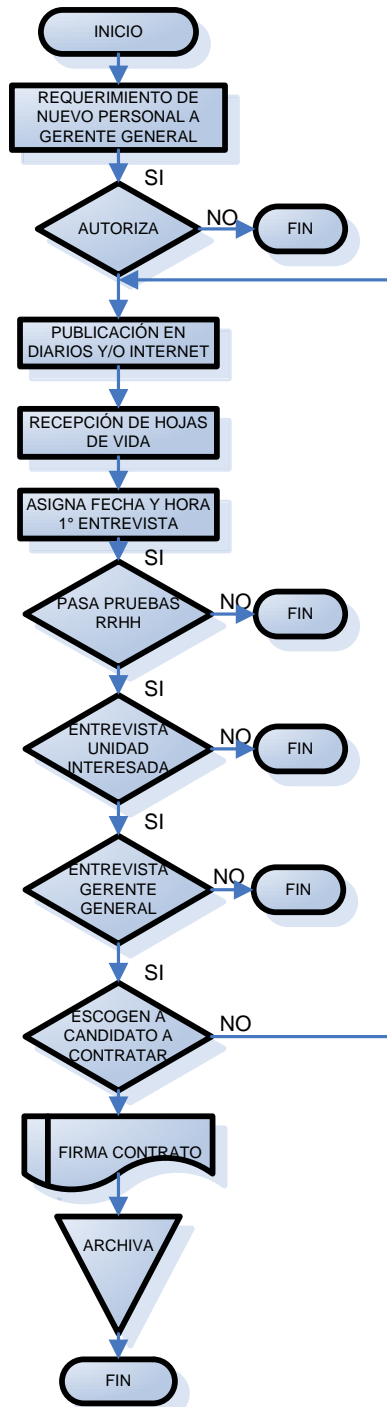 INICIO
REQUERIMIENTO DE
NUEVO PERSONAL A
GERENTE GENERAL
SI
AUTORIZA
NO
FIN
PUBLICACIÓN EN
DIARIOS Y/O INTERNET
RECEPCIÓN DE HOJAS
DE VIDA
ASIGNA FECHA Y HORA
1° ENTREVISTA
SI
PASA PRUEBAS
RRHH
NO
FIN
SI
ENTREVISTA
UNIDAD
INTERESADA
NO
FIN
SI
ENTREVISTA
GERENTE
GENERAL
NO
FIN
SI
ESCOGEN A
CANDIDATO A
CONTRATAR
NO
FIRMA CONTRATO
ARCHIVA
FIN